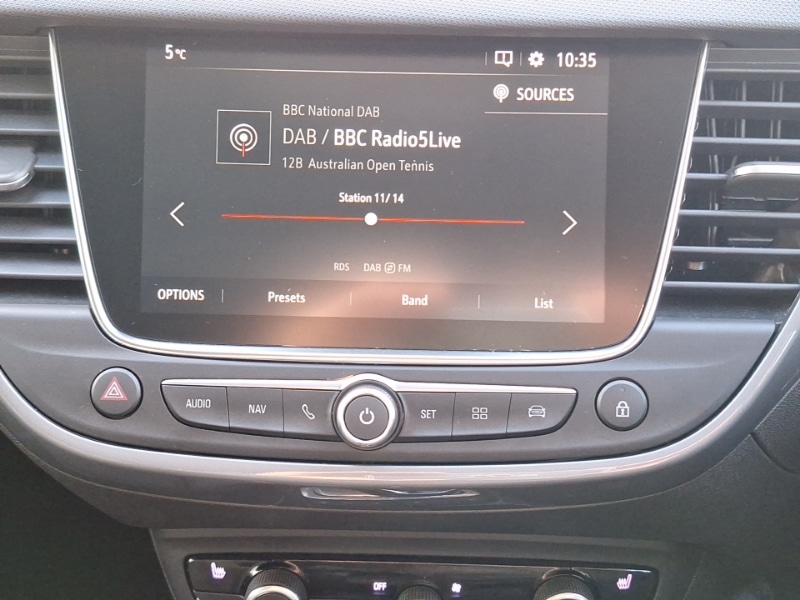 5°C 10:35
SOURCES
BBC National DAB
DAB / BBC Radio5Live
12B Australian Open Tennis
Station 11/14
RDS DAB FM
OPTIONS Presets Band List
AUDIO NAV SET
OFF